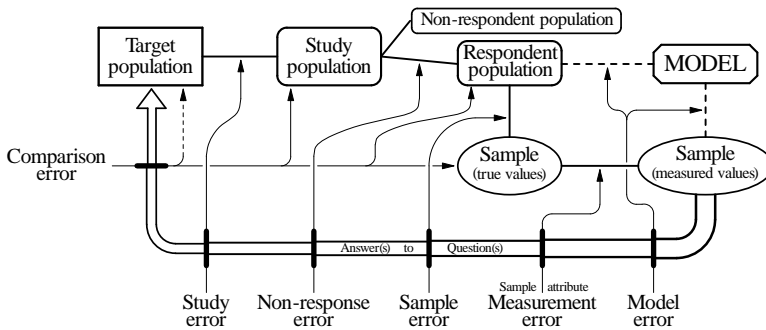 Non-respondent population
Target
population
Study
population
Respondent
population
MODEL
Comparison
error
Sample
(true values)
Sample
(measured values)
Answer(s) to Question(s)
Study
error
Non-response
error
Sample
error
Sample attribute
Measurement
error
Model
error